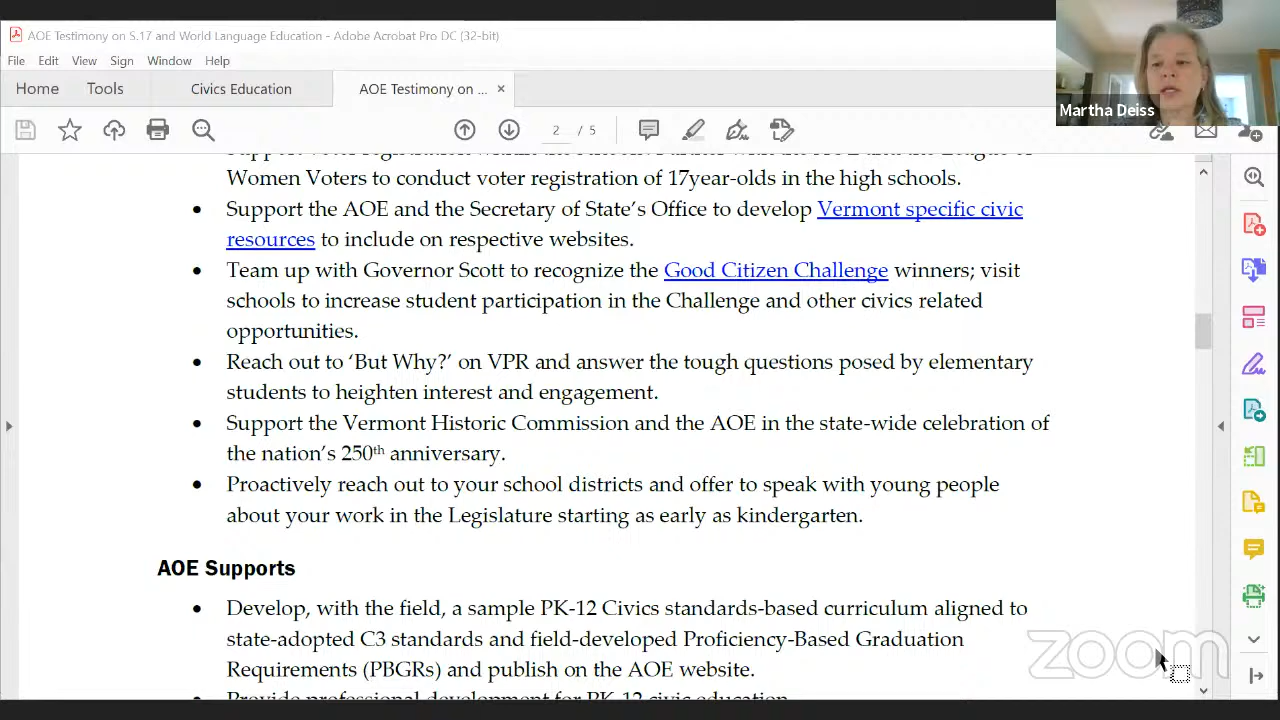 AOE Testimony on S.17 and World Language Education - Adobe Acrobat Pro DC (32-bit)
File Edit View Sign Window Help
Home Tools Civics Education AOE Testimony on ... ×
2 / 5
Martha Deiss
Women Voters to conduct voter registration of 17year-olds in the high schools.
• Support the AOE and the Secretary of State's Office to develop Vermont specific civic
resources to include on respective websites.
• Team up with Governor Scott to recognize the Good Citizen Challenge winners; visit
schools to increase student participation in the Challenge and other civics related
opportunities.
• Reach out to 'But Why?' on VPR and answer the tough questions posed by elementary
students to heighten interest and engagement.
• Support the Vermont Historic Commission and the AOE in the state-wide celebration of
the nation's 250th anniversary.
• Proactively reach out to your school districts and offer to speak with young people
about your work in the Legislature starting as early as kindergarten.
AOE Supports
• Develop, with the field, a sample PK-12 Civics standards-based curriculum aligned to
state-adopted C3 standards and field-developed Proficiency-Based Graduation
Requirements (PBGRs) and publish on the AOE website.
• Provide professional development for PK-12 civic education
zoom